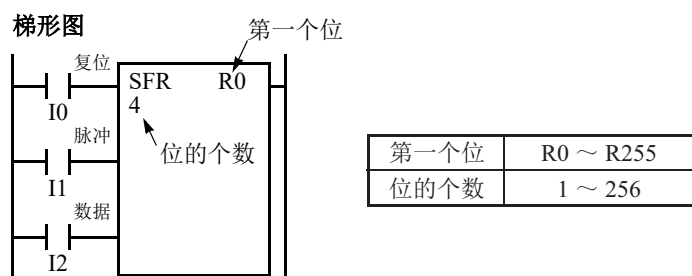 梯形图
第一个位
复位
SFR R0
4
I0
脉冲
位的个数
I1
数据
I2
第一个位 R0 ～ R255
位的个数 1 ～ 256